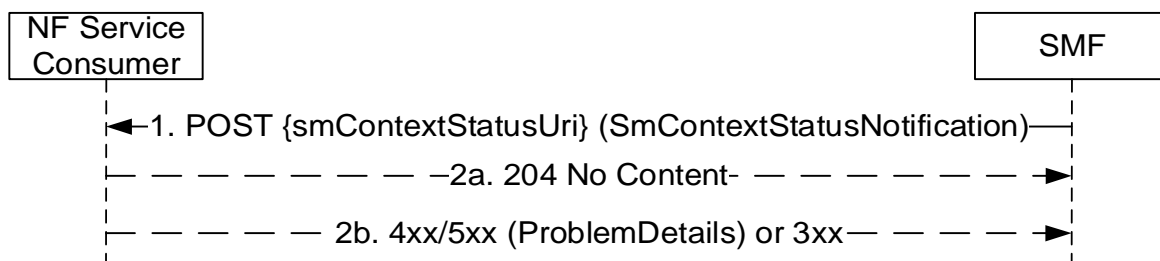 NF Service
Consumer
SMF
1. POST {smContextStatusUri} (SmContextStatusNotification)
2a. 204 No Content
2b. 4xx/5xx (ProblemDetails) or 3xx